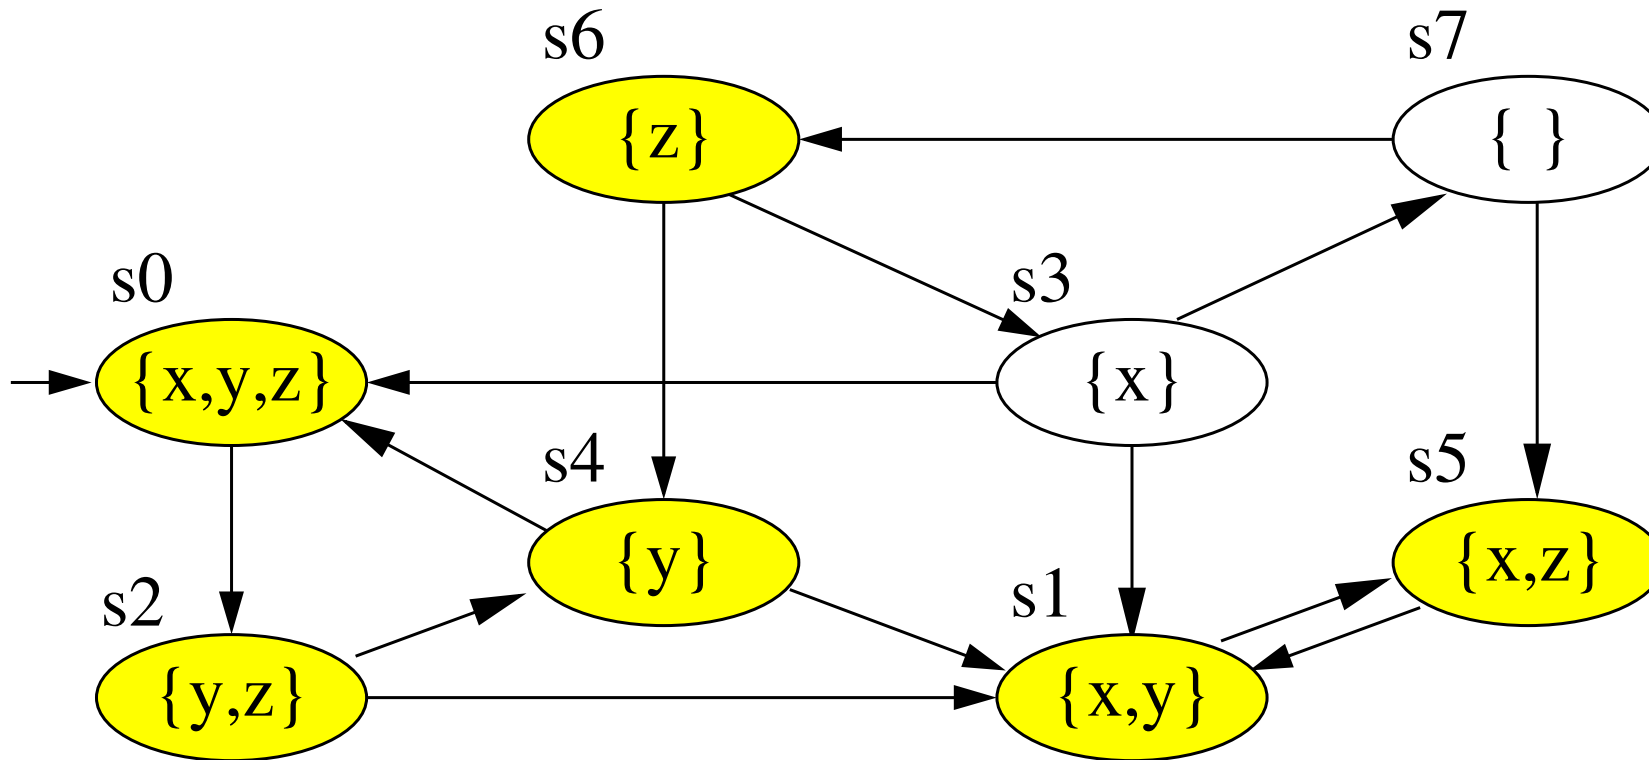 s6
s7
{z}
{ }
s0
s3
{x,y,z}
{x}
s4
s5
{y}
{x,z}
s2
s1
{y,z}
{x,y}